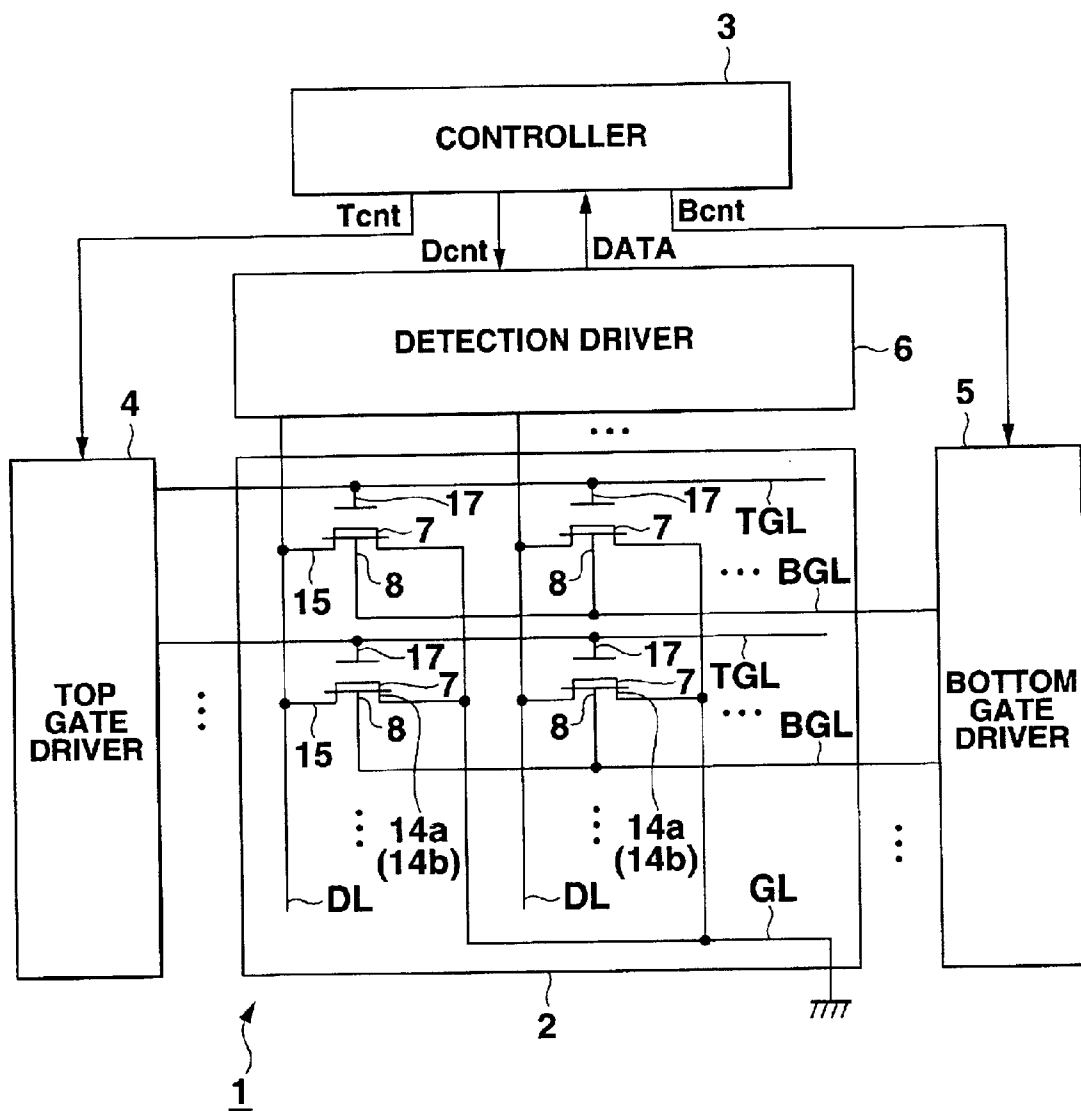 3
CONTROLLER
Tcnt
Dcnt
DATA
Bcnt
DETECTION DRIVER
6
4
5
...
17
17
TGL
7
7
8
8
15
... BGL
17
17
TGL
7
7
8
8
15
... BGL
TOP
GATE
DRIVER
...
BOTTOM
GATE
DRIVER
14a
(14b)
14a
(14b)
...
DL
DL
GL
2
1